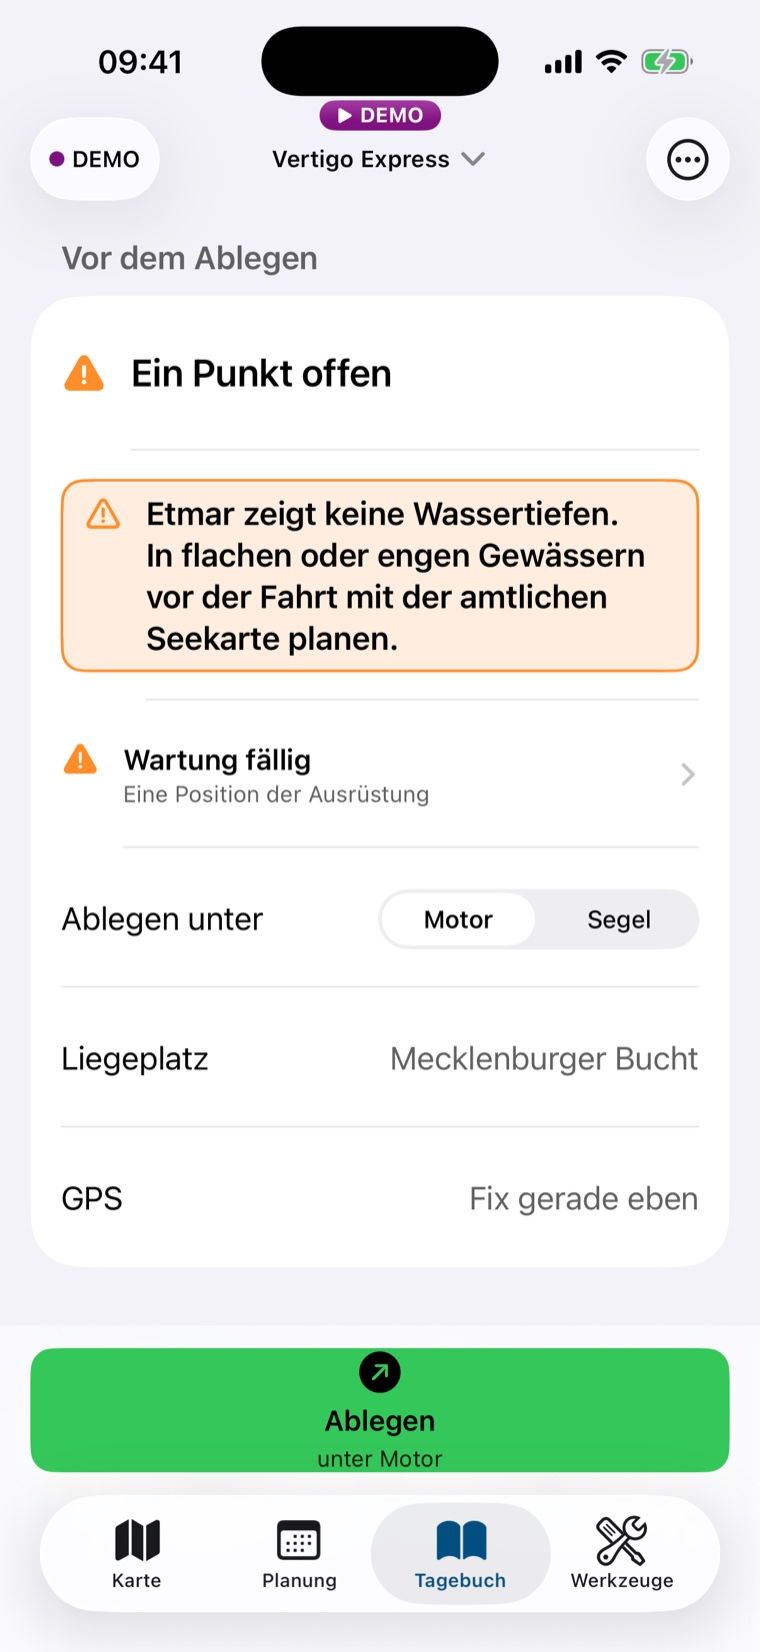 09:41
DEMO
DEMO
Vertigo Express
Vor dem Ablegen
Ein Punkt offen
Etmar zeigt keine Wassertiefen.
In flachen oder engen Gewässern
vor der Fahrt mit der amtlichen
Seekarte planen.
Wartung fällig
Eine Position der Ausrüstung
Ablegen unter
Motor
Segel
Liegeplatz
Mecklenburger Bucht
GPS
Fix gerade eben
Ablegen
unter Motor
Karte
Planung
Tagebuch
Werkzeuge